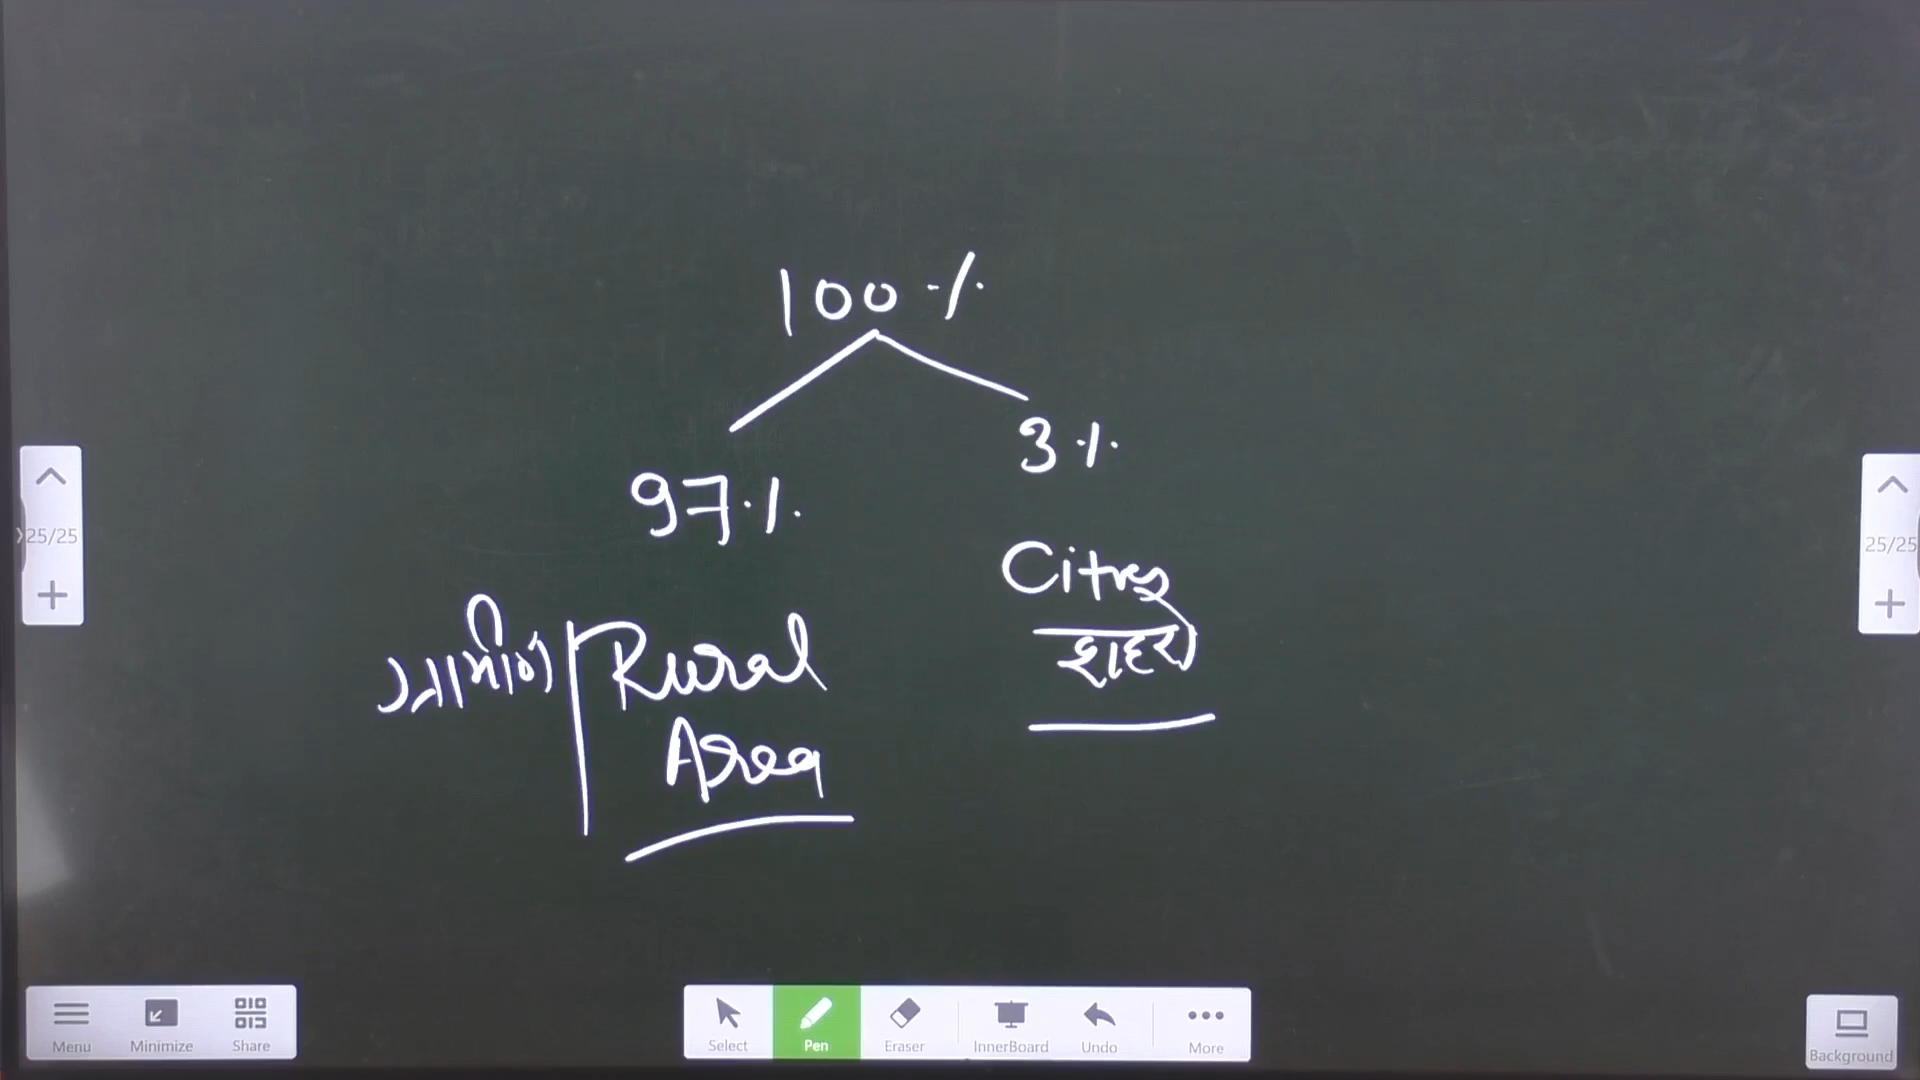 100%
97%
3%
Cities
शहर
ग्रामीण
Rural
Area
25/25
25/25
Menu
Minimize
Share
Select
Pen
Eraser
InnerBoard
Undo
More
Background